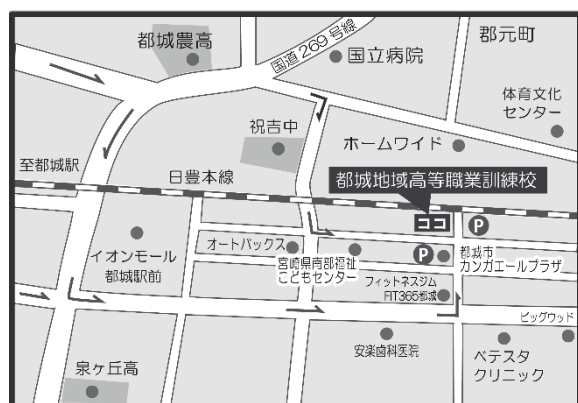 都城農高
国道269号線
国立病院
郡元町
体育文化
センター
祝吉中
ホームワイド
至都城駅
日豊本線
都城地域高等職業訓練校
ココ
P
イオンモール
都城駅前
オートバックス
宮崎県南部福祉
こどもセンター
P
都城市
カンガエールプラザ
フィットネスジム
FIT365都城
ビッグウッド
安楽歯科医院
ベテスタ
クリニック
泉ヶ丘高